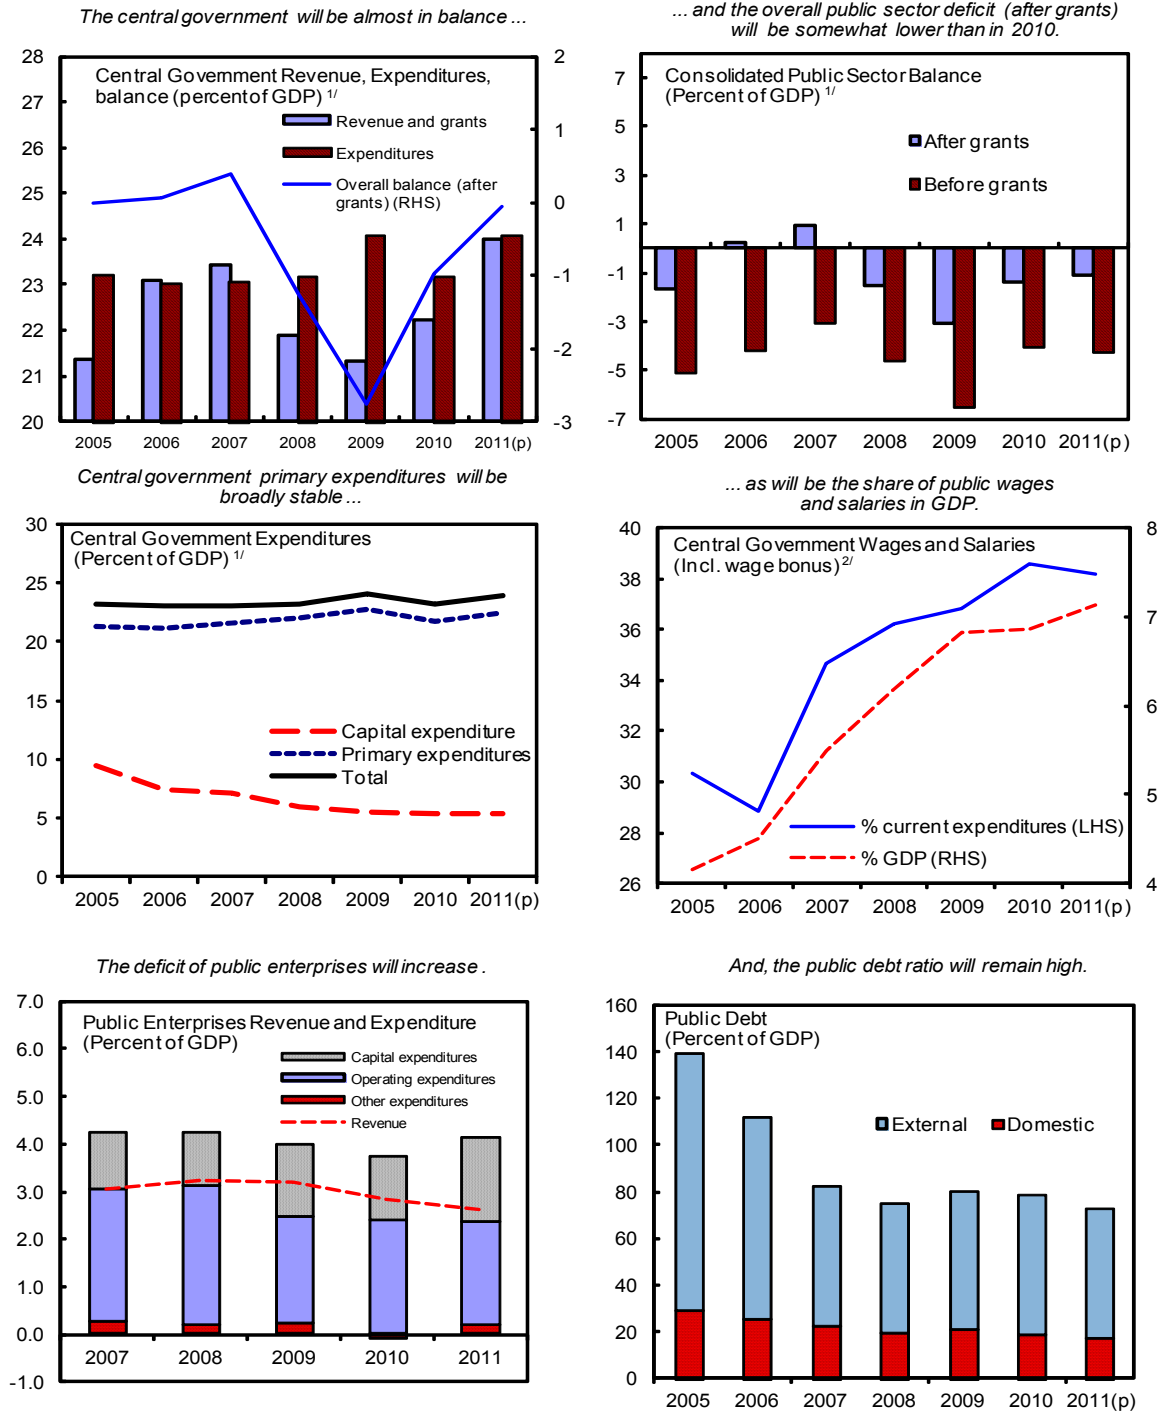 The central government will be almost in balance ...
28
27
26
25
24
23
22
21
20
2
1
0
-1
-2
-3
Central Government Revenue, Expenditures,
balance (percent of GDP) 1/
Revenue and grants
Expenditures
Overall balance (after
grants) (RHS)
2005 2006 2007 2008 2009 2010 2011(p)
... and the overall public sector deficit (after grants)
will be somewhat lower than in 2010.
7
5
3
1
-1
-3
-5
-7
Consolidated Public Sector Balance
(Percent of GDP) 1/
After grants
Before grants
2005 2006 2007 2008 2009 2010 2011(p)
Central government primary expenditures will be
broadly stable ...
30
25
20
15
10
5
0
Central Government Expenditures
(Percent of GDP) 1/
Capital expenditure
Primary expenditures
Total
2005 2006 2007 2008 2009 2010 2011(p)
... as will be the share of public wages
and salaries in GDP.
40
38
36
34
32
30
28
26
8
7
6
5
4
Central Government Wages and Salaries
(Incl. wage bonus) 2/
% current expenditures (LHS)
% GDP (RHS)
2005 2006 2007 2008 2009 2010 2011(p)
The deficit of public enterprises will increase .
7.0
6.0
5.0
4.0
3.0
2.0
1.0
0.0
-1.0
Public Enterprises Revenue and Expenditure
(Percent of GDP)
Capital expenditures
Operating expenditures
Other expenditures
Revenue
2007 2008 2009 2010 2011
And, the public debt ratio will remain high.
160
140
120
100
80
60
40
20
0
Public Debt
(Percent of GDP)
External Domestic
2005 2006 2007 2008 2009 2010 2011(p)